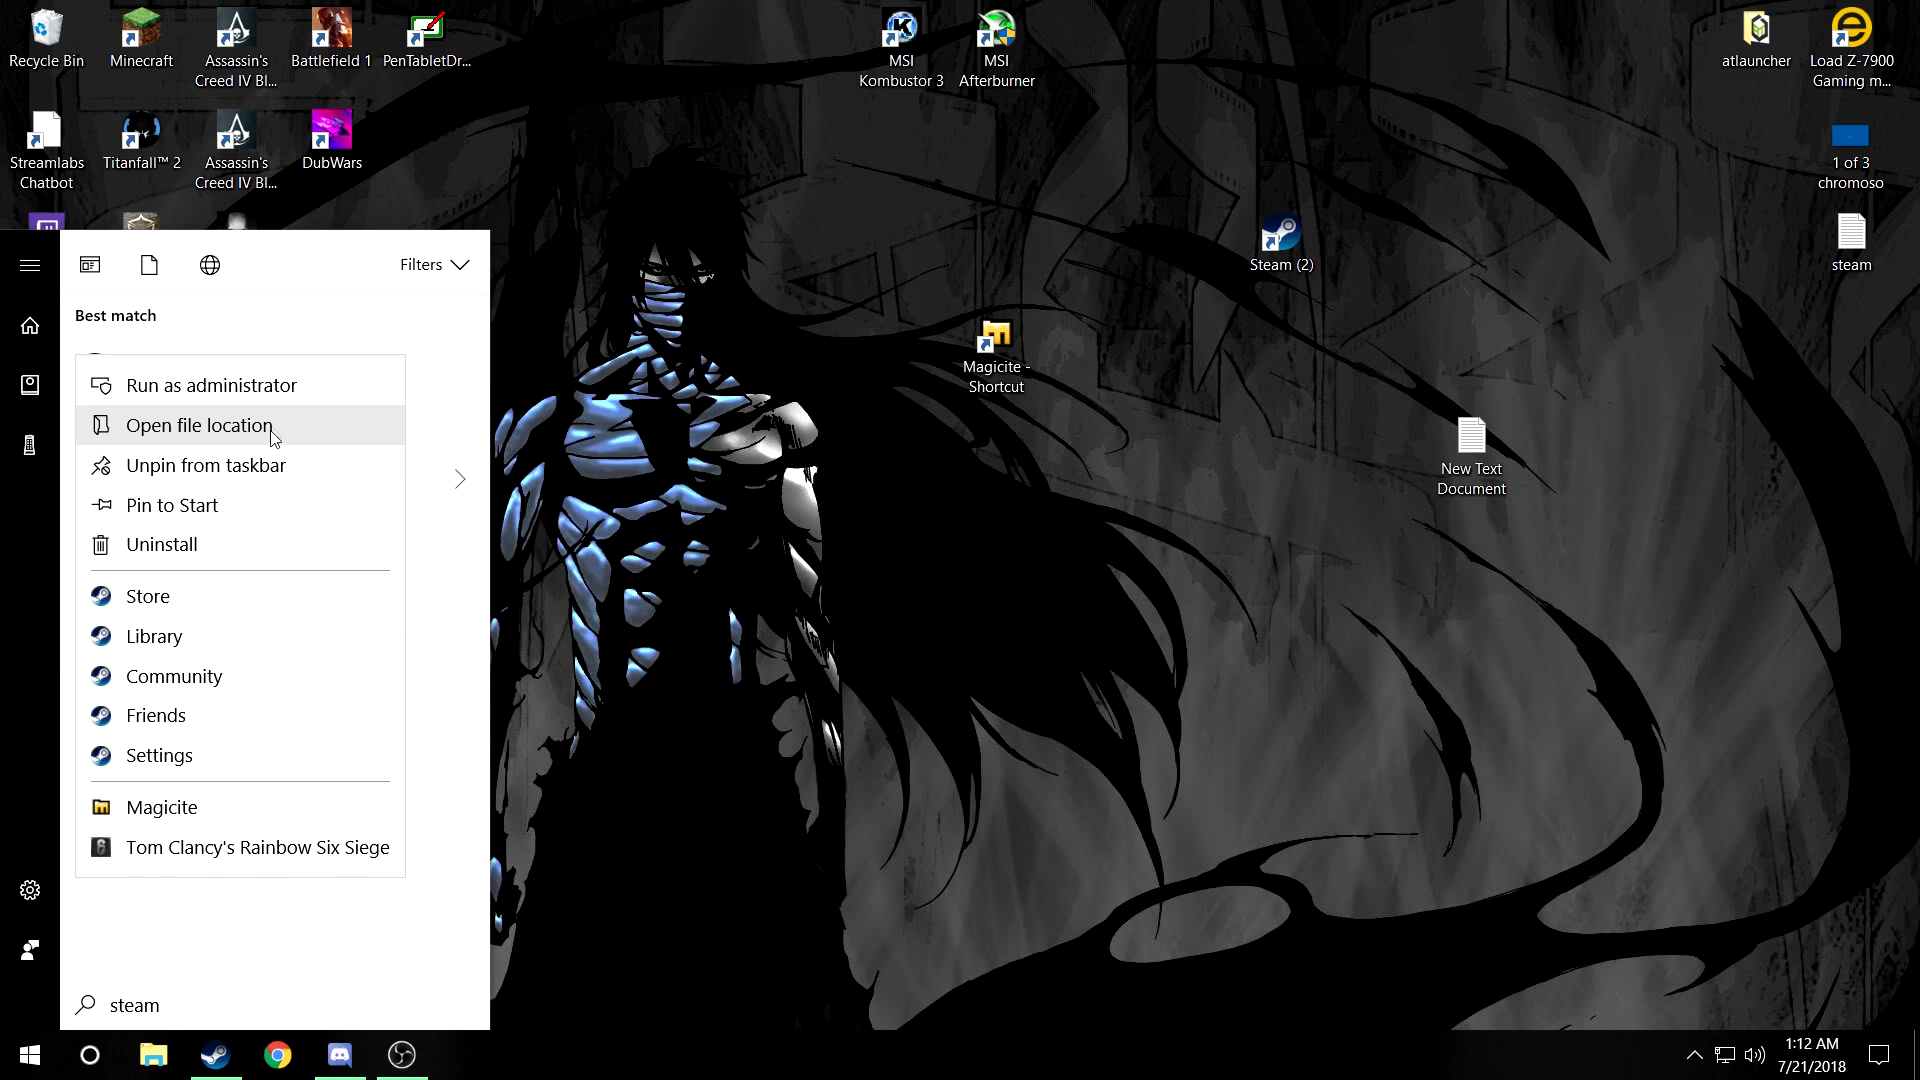 Recycle Bin
Minecraft
Assassin's
Creed IV Bl...
Battlefield 1
PenTabletDr...
MSI
Kombustor 3
MSI
Afterburner
atlauncher
Load Z-7900
Gaming m...
Streamlabs
Chatbot
Titanfall™ 2
Assassin's
Creed IV Bl...
DubWars
1 of 3
chromoso
Steam (2)
steam
Magicite -
Shortcut
New Text
Document
Filters
Best match
Run as administrator
Open file location
Unpin from taskbar
Pin to Start
Uninstall
Store
Library
Community
Friends
Settings
Magicite
Tom Clancy's Rainbow Six Siege
steam
1:12 AM
7/21/2018